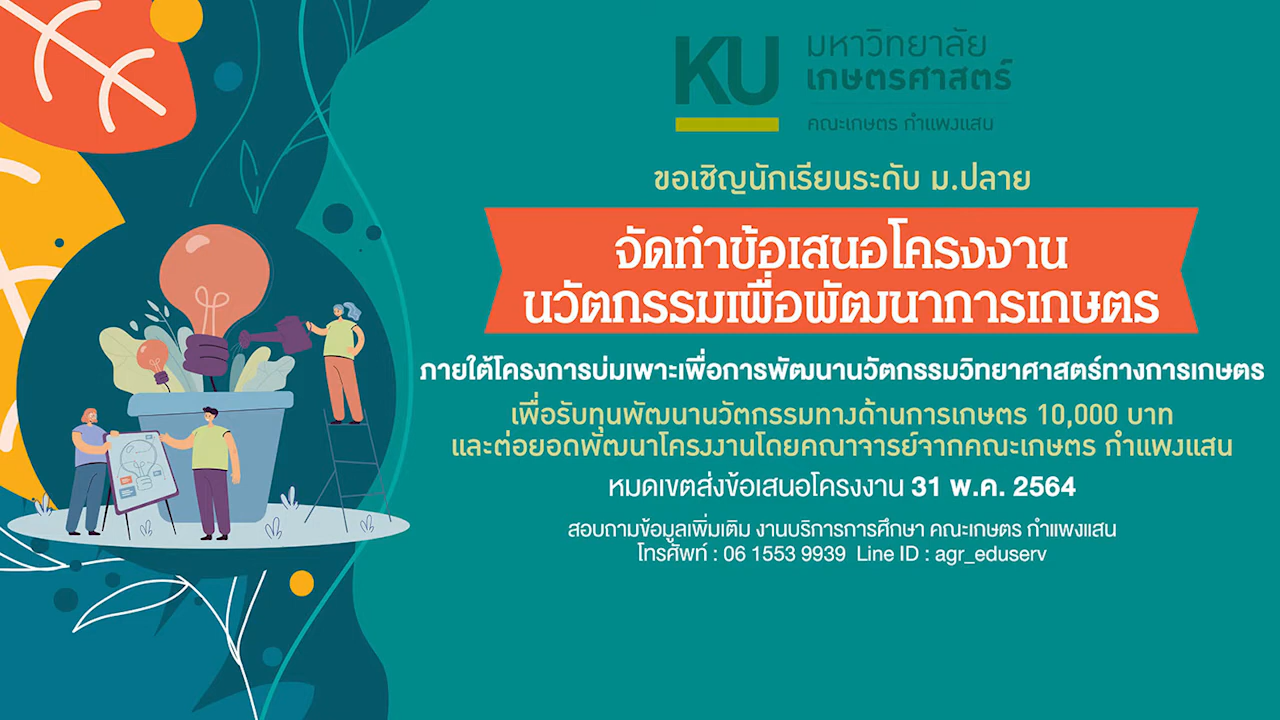 KU
มหาวิทยาลัย
เกษตรศาสตร์
คณะเกษตร กำแพงแสน
ขอเชิญนักเรียนระดับ ม.ปลาย
จัดทำข้อเสนอโครงงาน
นวัตกรรมเพื่อพัฒนาการเกษตร
ภายใต้โครงการบ่มเพาะเพื่อการพัฒนานวัตกรรมวิทยาศาสตร์ทางการเกษตร
เพื่อรับทุนพัฒนานวัตกรรมทางด้านการเกษตร 10,000 บาท
และต่อยอดพัฒนาโครงงานโดยคณาจารย์จากคณะเกษตร กำแพงแสน
หมดเขตส่งข้อเสนอโครงงาน 31 พ.ค. 2564
สอบถามข้อมูลเพิ่มเติม งานบริการการศึกษา คณะเกษตร กำแพงแสน
โทรศัพท์ : 06 1553 9939 Line ID : agr_eduserv